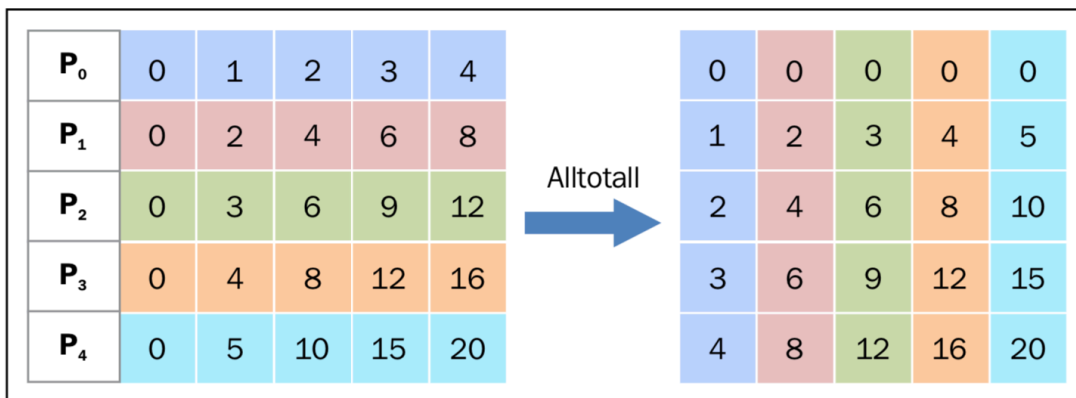 P₀ 0 1 2 3 4 0 0 0 0 0
P₁ 0 2 4 6 8 1 2 3 4 5
Alltotall
P₂ 0 3 6 9 12 2 4 6 8 10
P₃ 0 4 8 12 16 3 6 9 12 15
P₄ 0 5 10 15 20 4 8 12 16 20